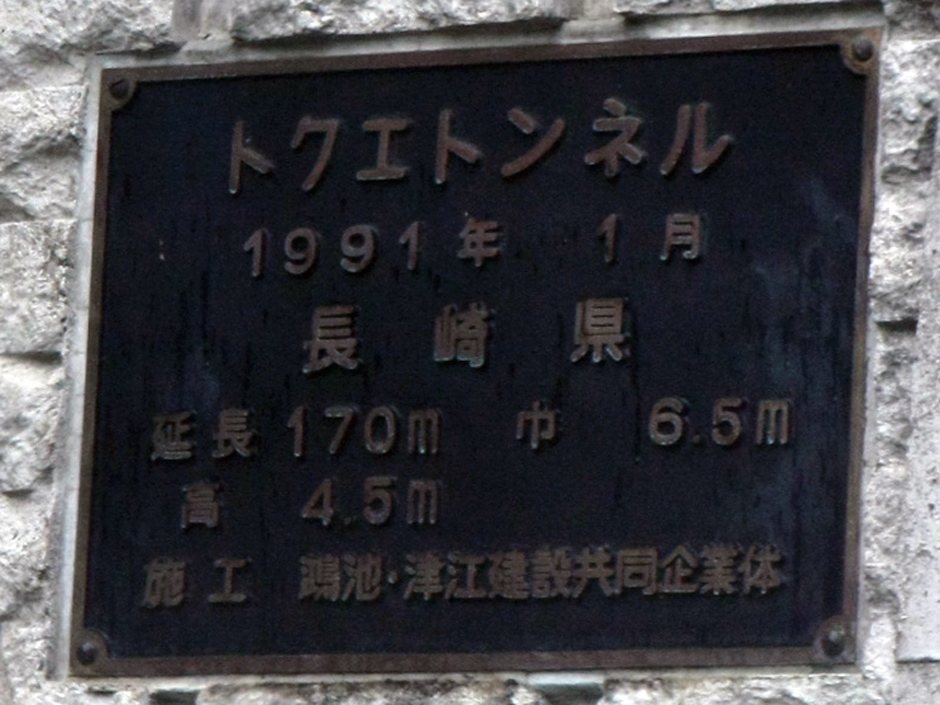 トクエトンネル
1991年 1月
長崎県
延長 170m 巾 6.5m
高 4.5m
施工 鴻池・津江建設共同企業体